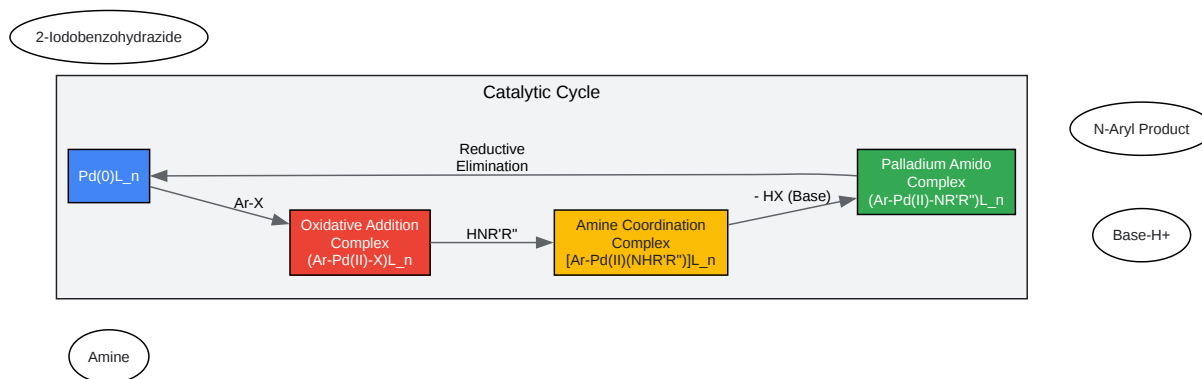 2-Iodobenzohydrazide
Catalytic Cycle
N-Aryl Product
Reductive
Elimination
Pd(0)L_n
Ar-X
Palladium Amido
Complex
(Ar-Pd(II)-NR'R")L_n
- HX (Base)
Oxidative Addition
Complex
(Ar-Pd(II)-X)L_n
HNR'R"
Amine Coordination
Complex
[Ar-Pd(II)(NHR'R")]L_n
Base-H+
Amine